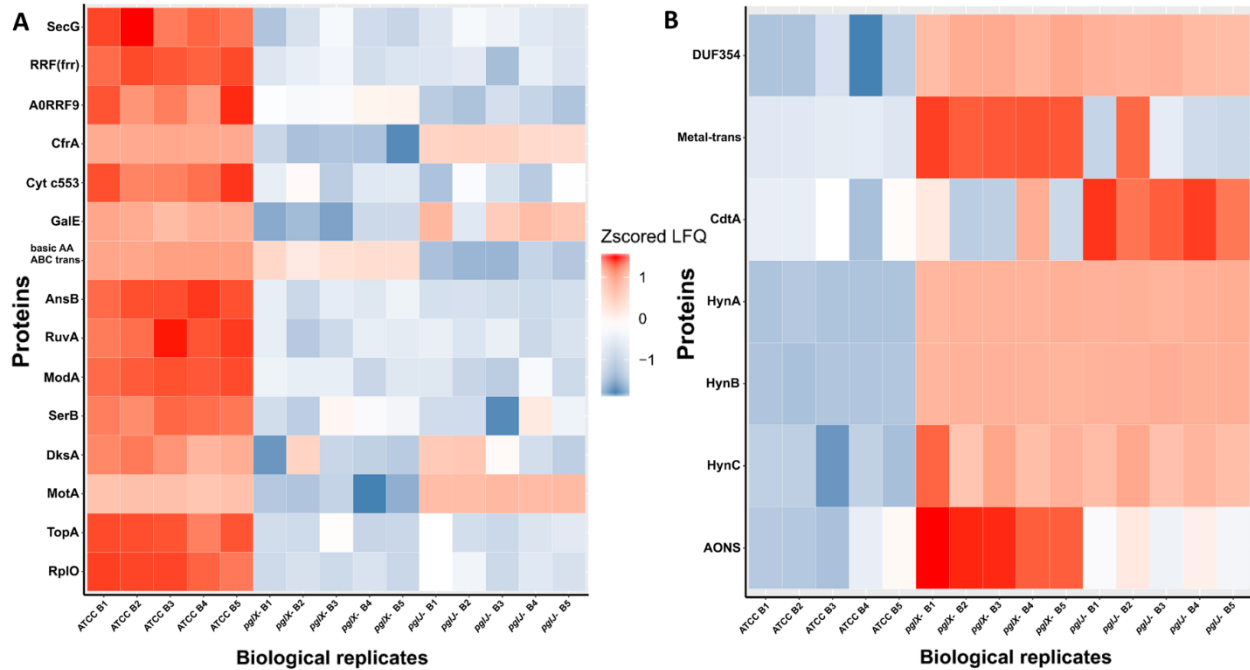 A
SecG
RRF(frr)
A0RRF9
CfrA
Cyt c553
GalE
basic AA
ABC trans
AnsB
RuvA
ModA
SerB
DksA
MotA
TopA
RplO
Proteins
ATCC B1
ATCC B2
ATCC B3
ATCC B4
ATCC B5
pglX- B1
pglX- B2
pglX- B3
pglX- B4
pglX- B5
pglJ- B1
pglJ- B2
pglJ- B3
pglJ- B4
pglJ- B5
Biological replicates
Zscored LFQ
1
0
−1
B
DUF354
Metal-trans
CdtA
HynA
HynB
HynC
AONS
Proteins
ATCC B1
ATCC B2
ATCC B3
ATCC B4
ATCC B5
pglX- B1
pglX- B2
pglX- B3
pglX- B4
pglX- B5
pglJ- B1
pglJ- B2
pglJ- B3
pglJ- B4
pglJ- B5
Biological replicates